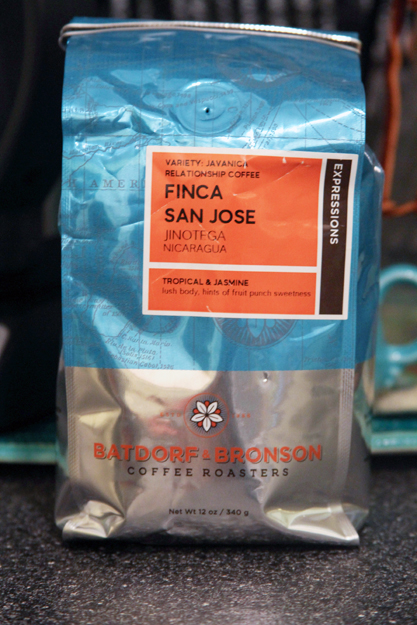 VARIETY: JAVANICA
RELATIONSHIP COFFEE
FINCA
SAN JOSE
JINOTEGA
NICARAGUA
EXPRESSIONS
TROPICAL & JASMINE
lush body, hints of fruit punch sweetness
BATDORF & BRONSON
COFFEE ROASTERS
Net Wt 12 oz / 340 g